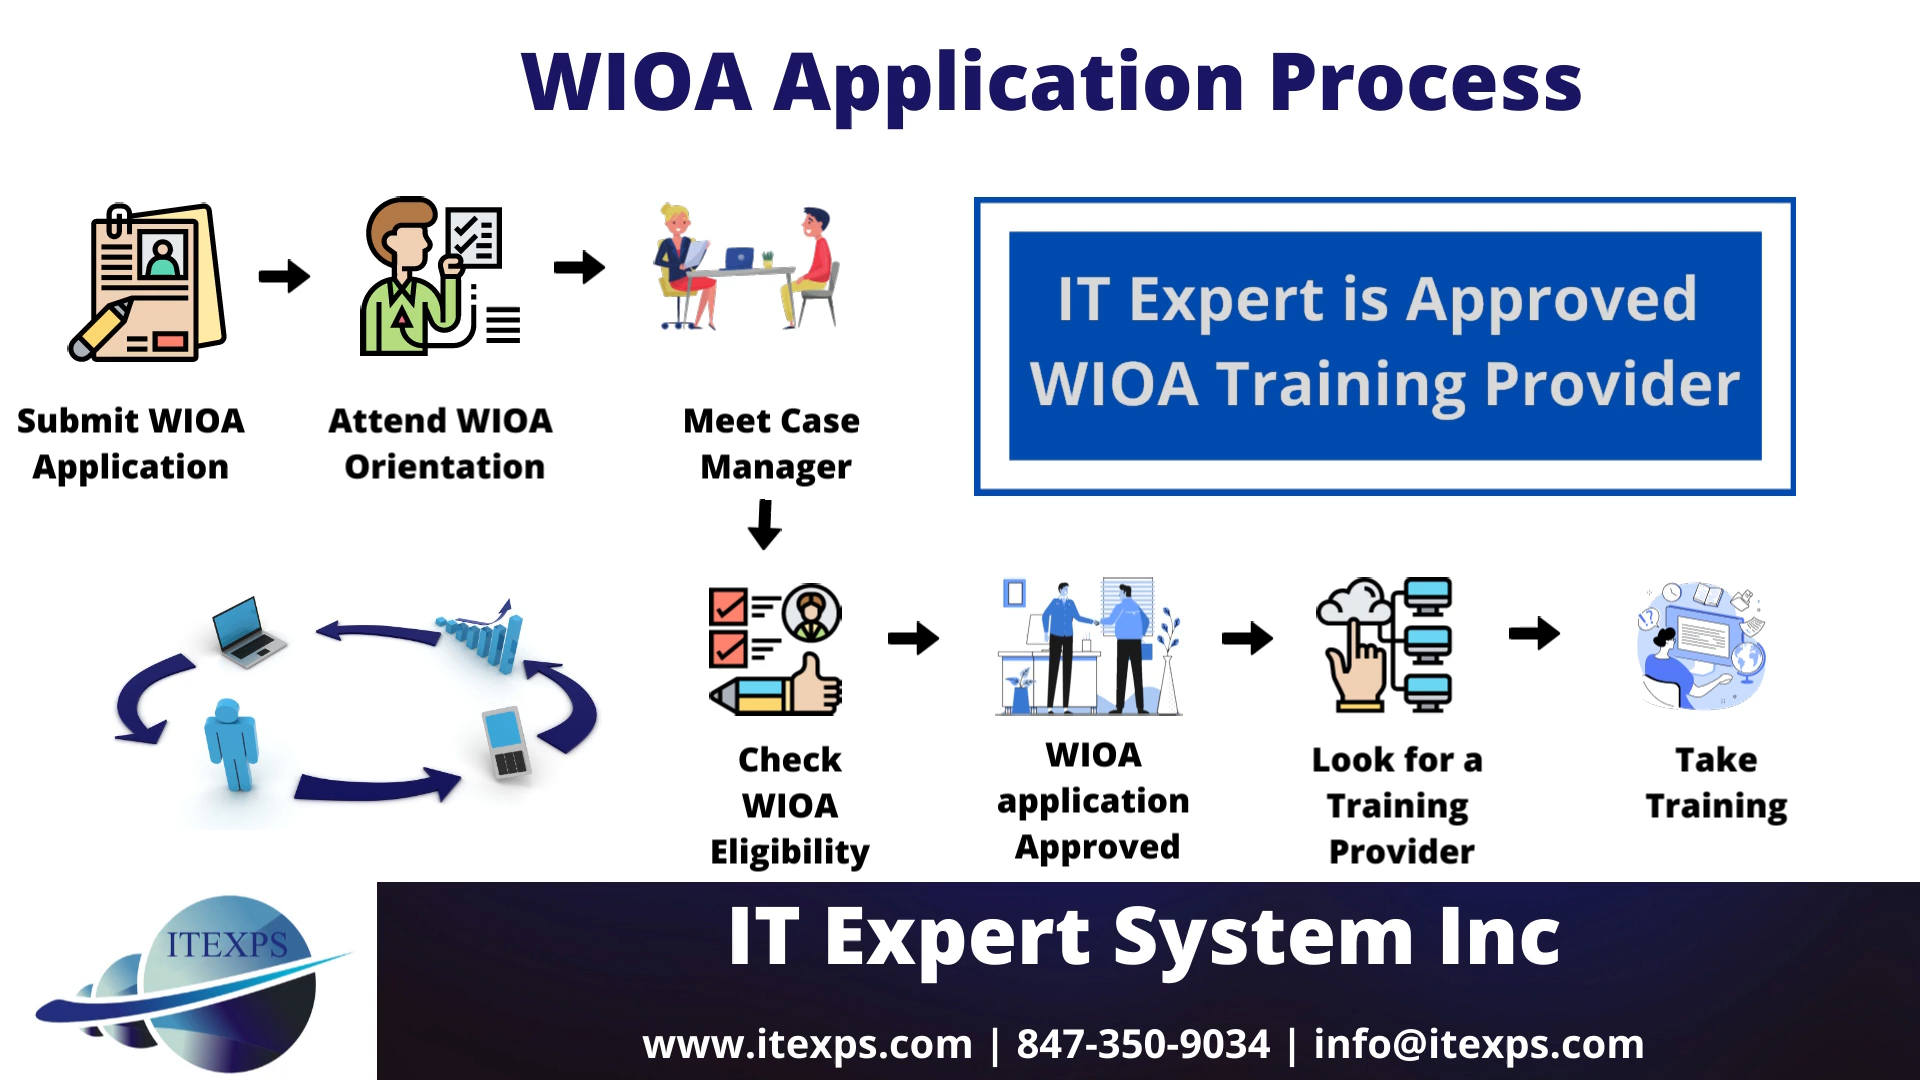 WIOA Application Process
Submit WIOA
Application
Attend WIOA
Orientation
Meet Case
Manager
IT Expert is Approved
WIOA Training Provider
Check
WIOA
Eligibility
WIOA
application
Approved
Look for a
Training
Provider
Take
Training
ITEXPS
IT Expert System Inc
www.itexps.com | 847-350-9034 | info@itexps.com